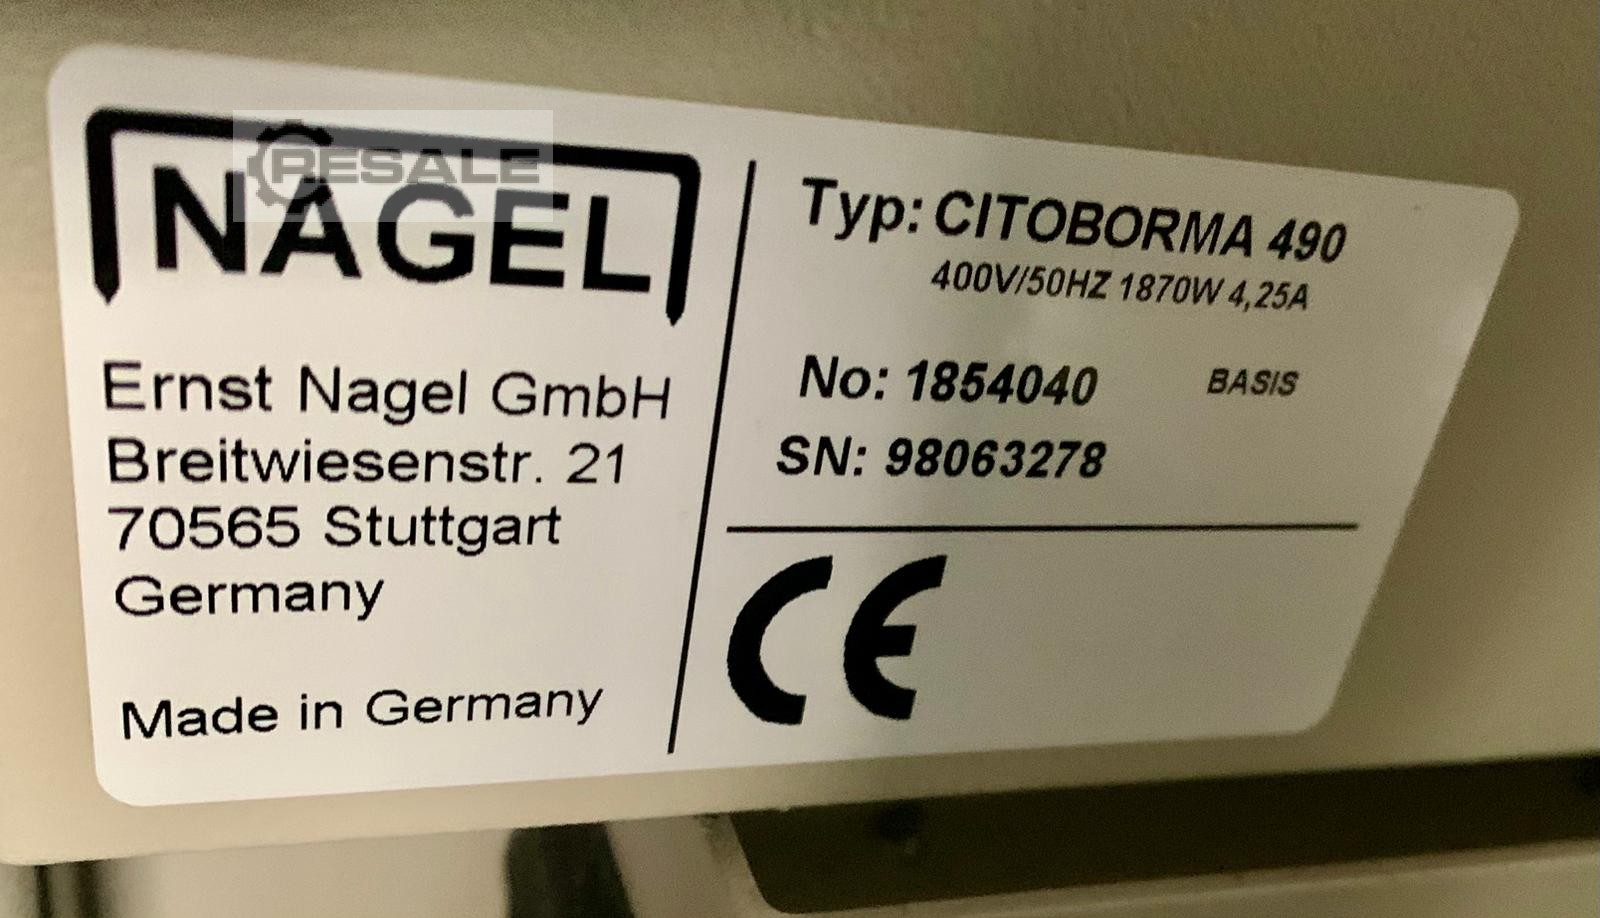 RESALE
NAGEL
Ernst Nagel GmbH
Breitwiesenstr. 21
70565 Stuttgart
Germany
Made in Germany
Typ: CITOBORMA 490
400V/50HZ 1870W 4,25A
No: 1854040 BASIS
SN: 98063278
CE